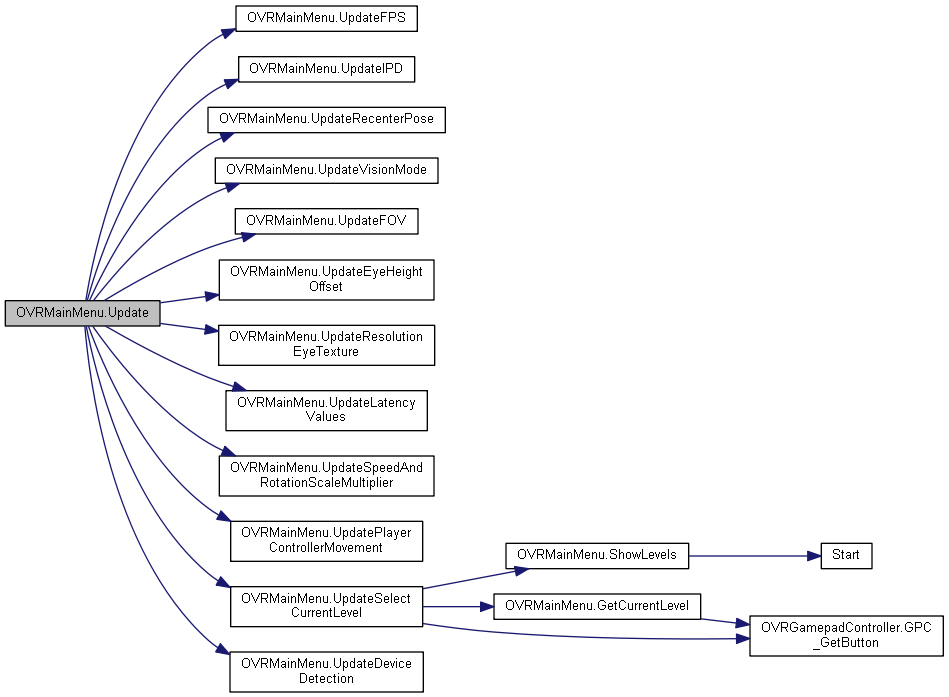 OVRMainMenu.UpdateFPS
OVRMainMenu.UpdateIPD
OVRMainMenu.UpdateRecenterPose
OVRMainMenu.UpdateVisionMode
OVRMainMenu.UpdateFOV
OVRMainMenu.UpdateEyeHeight
Offset
OVRMainMenu.Update
OVRMainMenu.UpdateResolution
EyeTexture
OVRMainMenu.UpdateLatency
Values
OVRMainMenu.UpdateSpeedAnd
RotationScaleMultiplier
OVRMainMenu.UpdatePlayer
ControllerMovement
OVRMainMenu.ShowLevels
Start
OVRMainMenu.UpdateSelect
CurrentLevel
OVRMainMenu.GetCurrentLevel
OVRGamepadController.GPC
_GetButton
OVRMainMenu.UpdateDevice
Detection